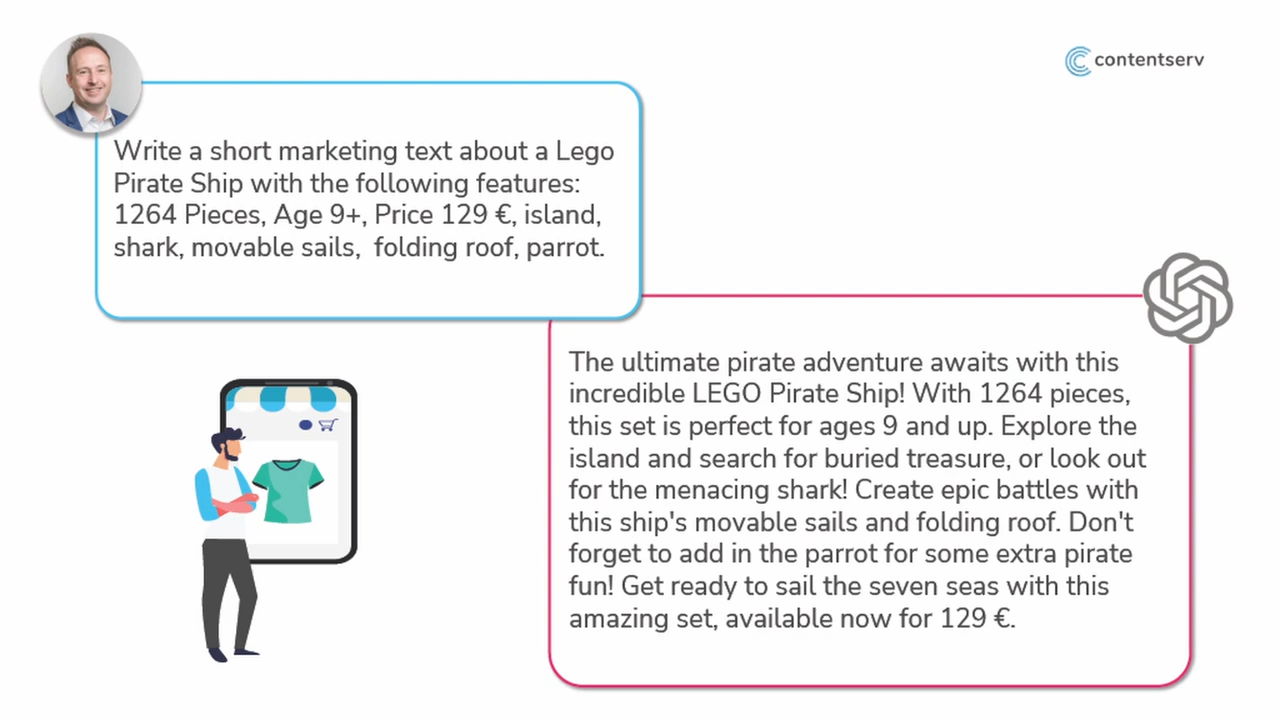 contentserv
Write a short marketing text about a Lego
Pirate Ship with the following features:
1264 Pieces, Age 9+, Price 129 €, island,
shark, movable sails,  folding roof, parrot.
The ultimate pirate adventure awaits with this
incredible LEGO Pirate Ship! With 1264 pieces,
this set is perfect for ages 9 and up. Explore the
island and search for buried treasure, or look out
for the menacing shark! Create epic battles with
this ship's movable sails and folding roof. Don't
forget to add in the parrot for some extra pirate
fun! Get ready to sail the seven seas with this
amazing set, available now for 129 €.